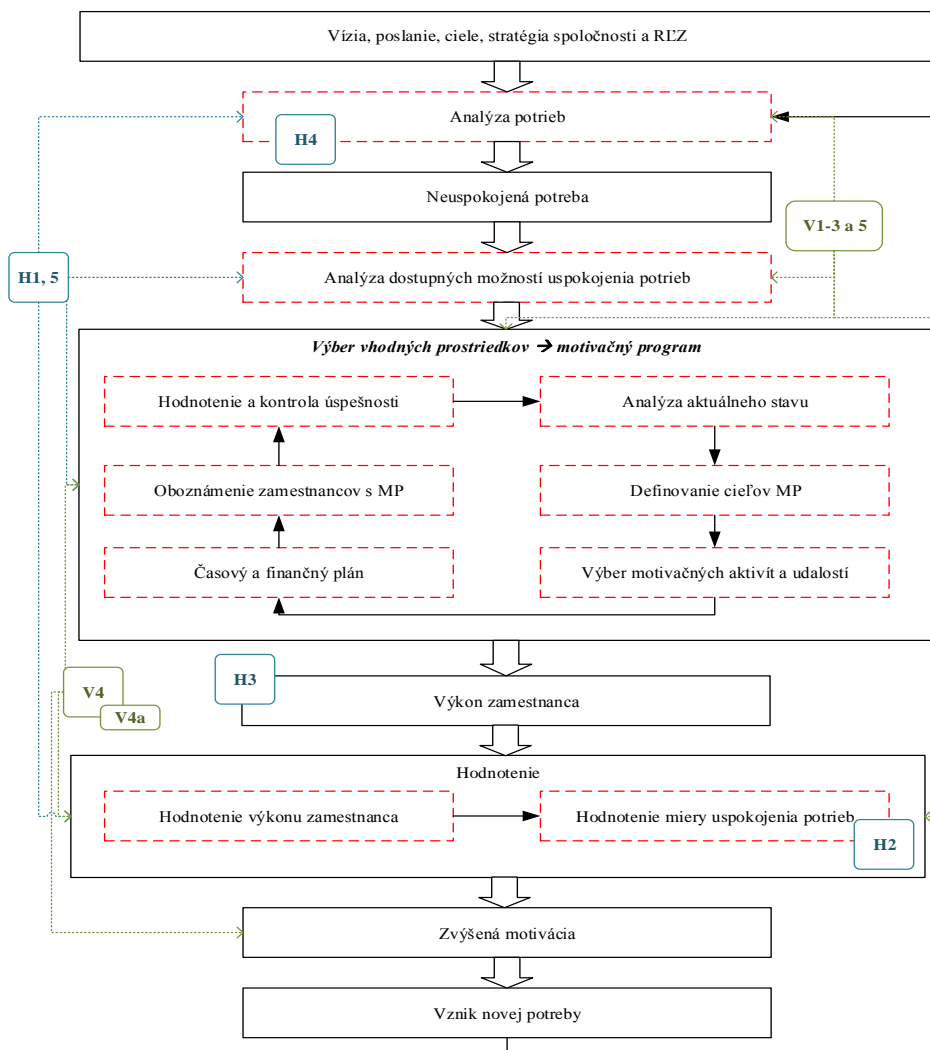 Vízia, poslanie, ciele, stratégia spoločnosti a RĽZ
Analýza potrieb
H4
Neuspokojená potreba
V1-3 a 5
H1, 5
Analýza dostupných možností uspokojenia potrieb
Výber vhodných prostriedkov → motivačný program
Hodnotenie a kontrola úspešnosti
Analýza aktuálneho stavu
Oboznámenie zamestnancov s MP
Definovanie cieľov MP
Časový a finančný plán
Výber motivačných aktivít a udalostí
H3
V4
V4a
Výkon zamestnanca
Hodnotenie
Hodnotenie výkonu zamestnanca
Hodnotenie miery uspokojenia potrieb
H2
Zvýšená motivácia
Vznik novej potreby